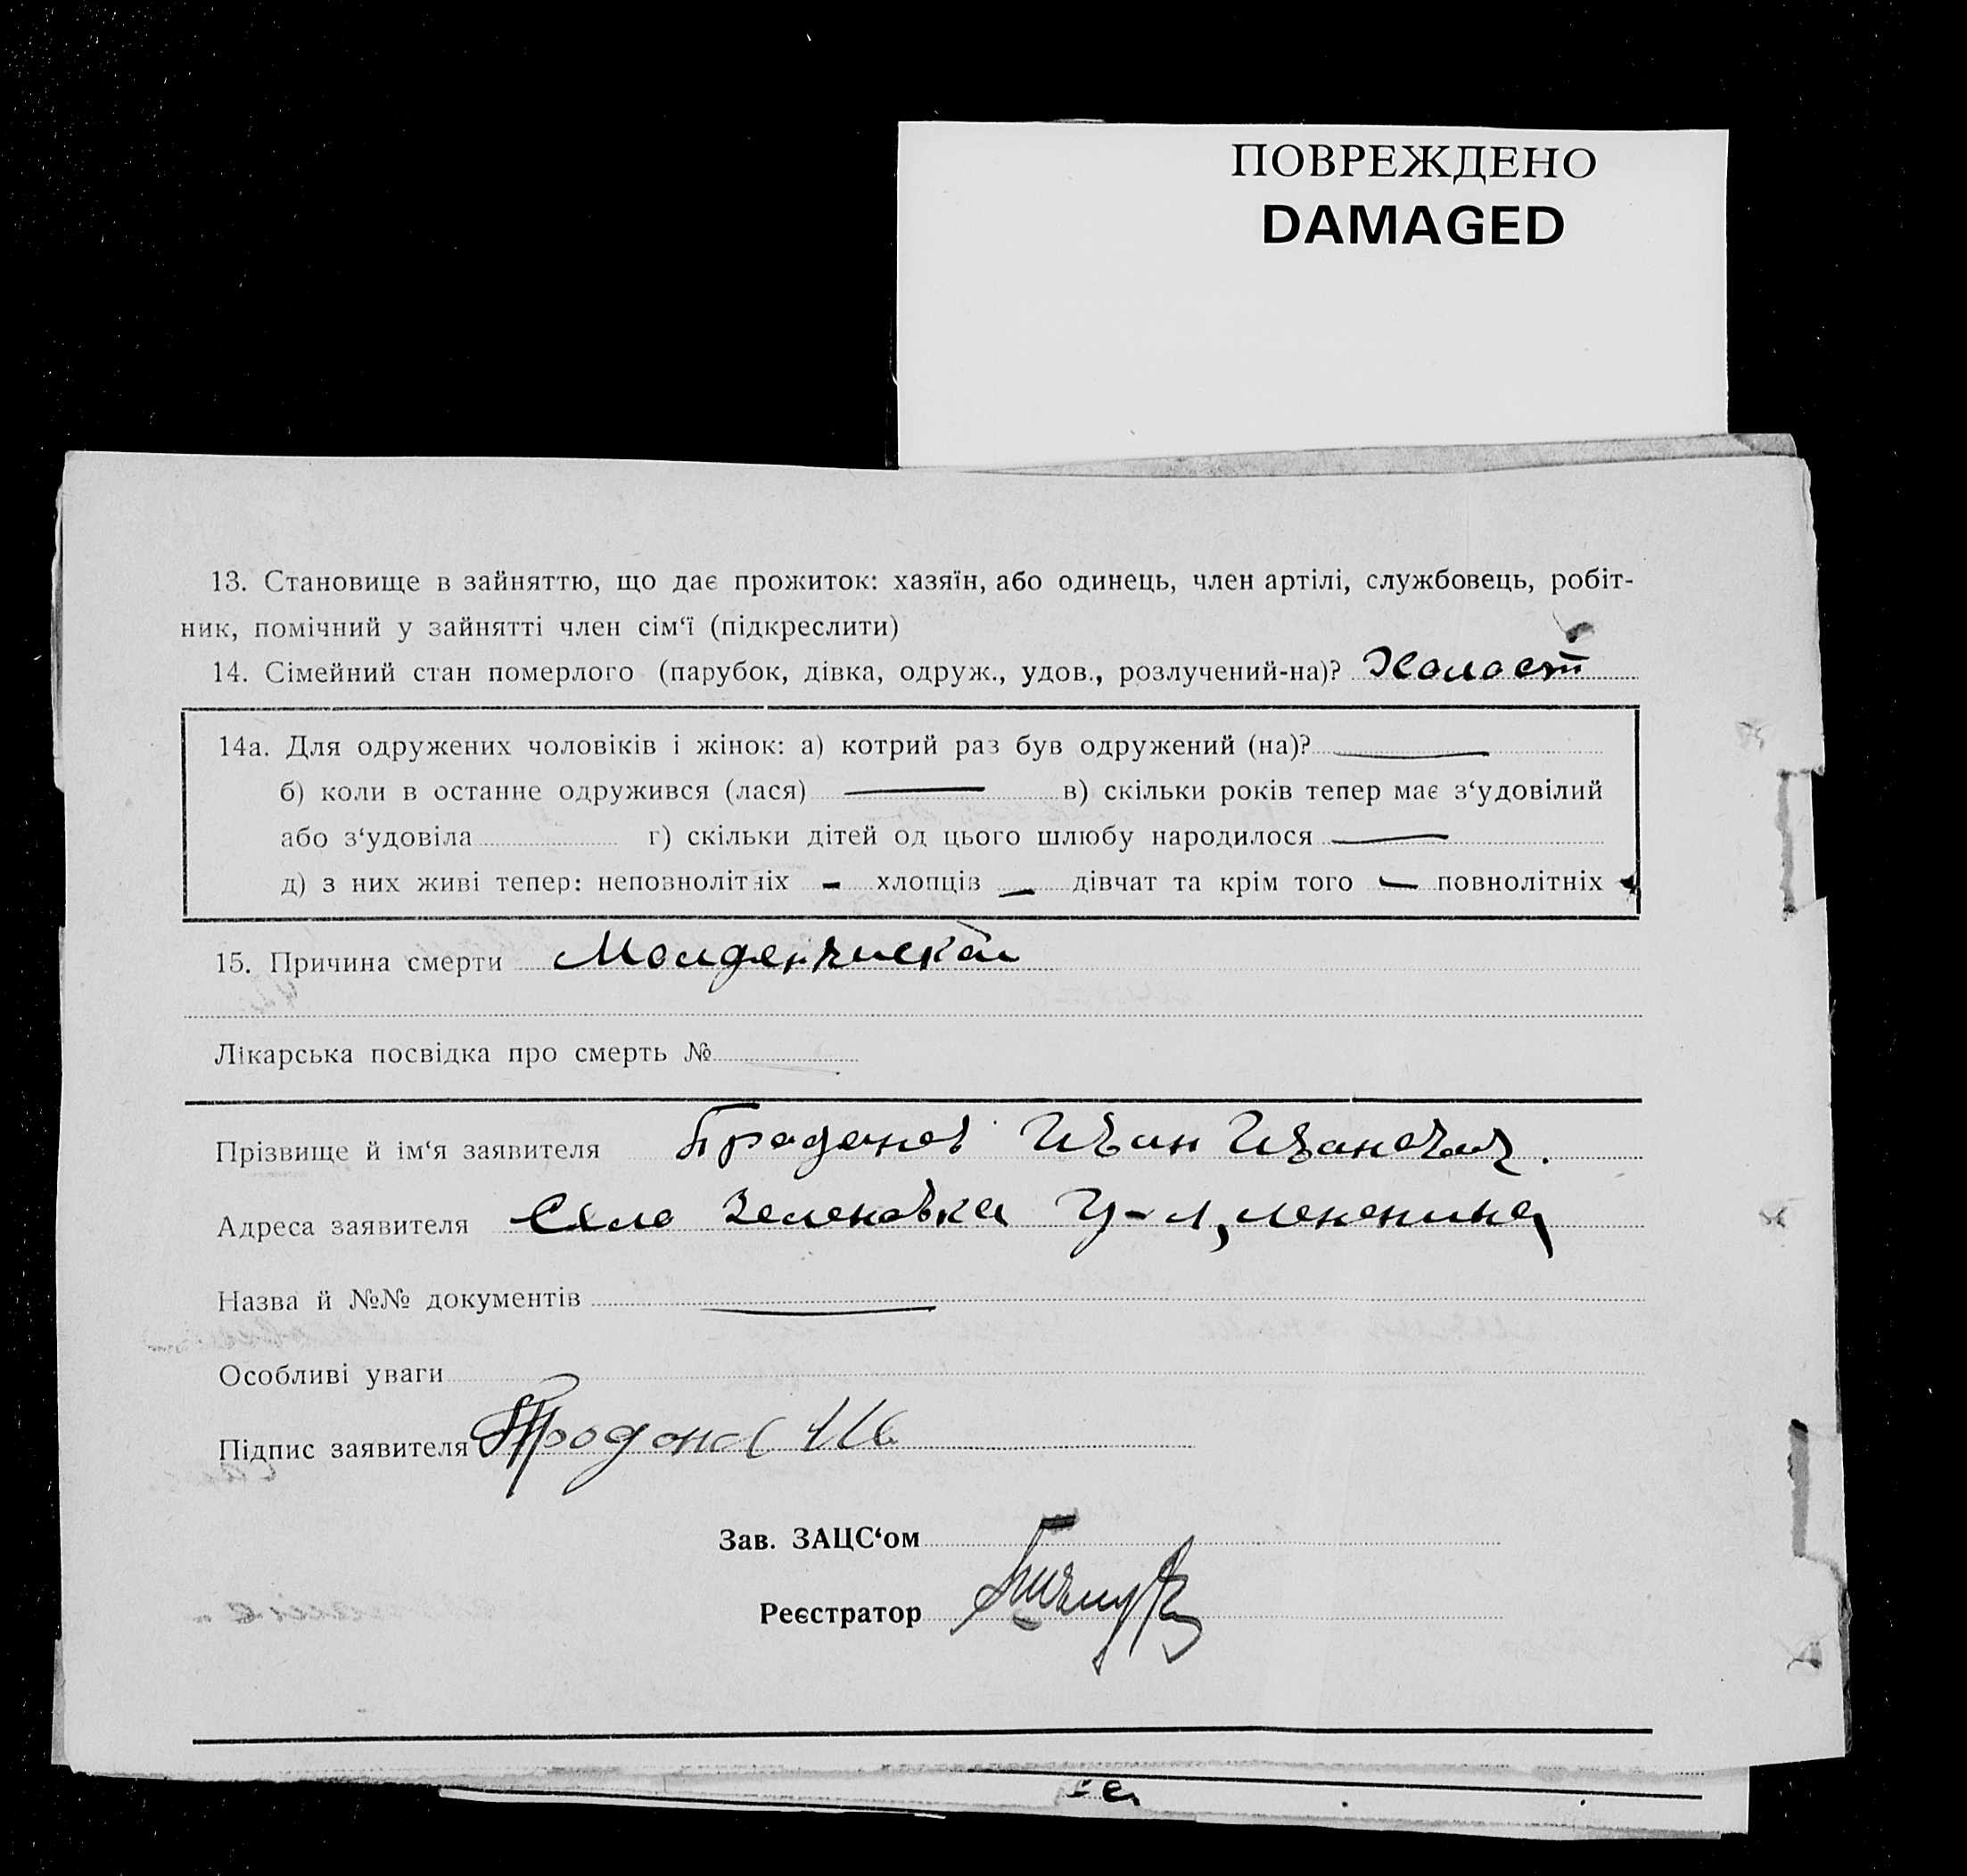 ПОВРЕЖДЕНО
DAMAGED
13. Становище в зайняттю, що дає прожиток: хазяїн, або одинець, член артілі, службовець, робіт-
ник, помічний у зайнятті член сім‘ї (підкреслити)
14. Сімейний стан померлого (парубок, дівка, одруж., удов., розлучений-на)? Холост
14а. Для одружених чоловіків і жінок: а) котрий раз був одружений (на)? —
б) коли в останне одружився (лася) — в) скільки років тепер має з‘удовілий
або з‘удовіла г) скільки дітей од цього шлюбу народилося —
д) з них живі тепер: неповнолітніх - хлопців - дівчат та крім того - повнолітніх
15. Причина смерти
Лікарська посвідка про смерть №
Прізвище й ім‘я заявителя Иван Иванович.
Адреса заявителя Село Зеленовка
Назва й №№ документів —
Особливі уваги
Підпис заявителя
Зав. ЗАЦС‘ом
Реєстратор